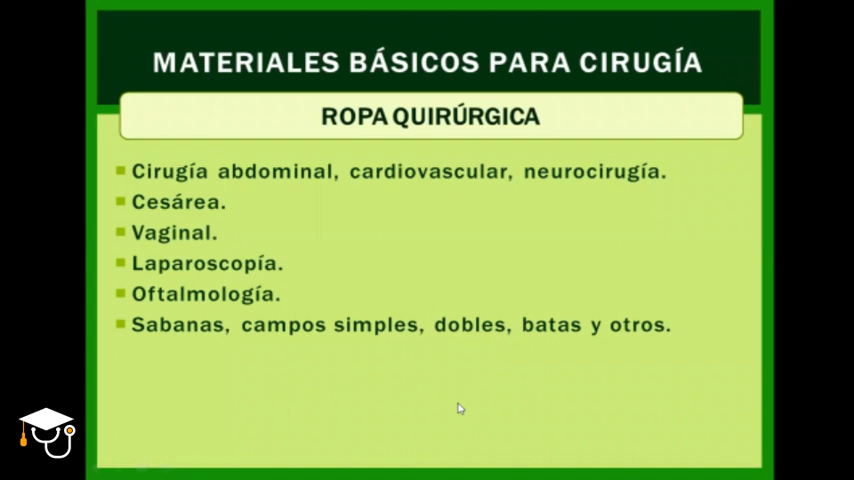 MATERIALES BÁSICOS PARA CIRUGÍA
ROPA QUIRÚRGICA
Cirugía abdominal, cardiovascular, neurocirugía.
Cesárea.
Vaginal.
Laparoscopía.
Oftalmología.
Sabanas, campos simples, dobles, batas y otros.